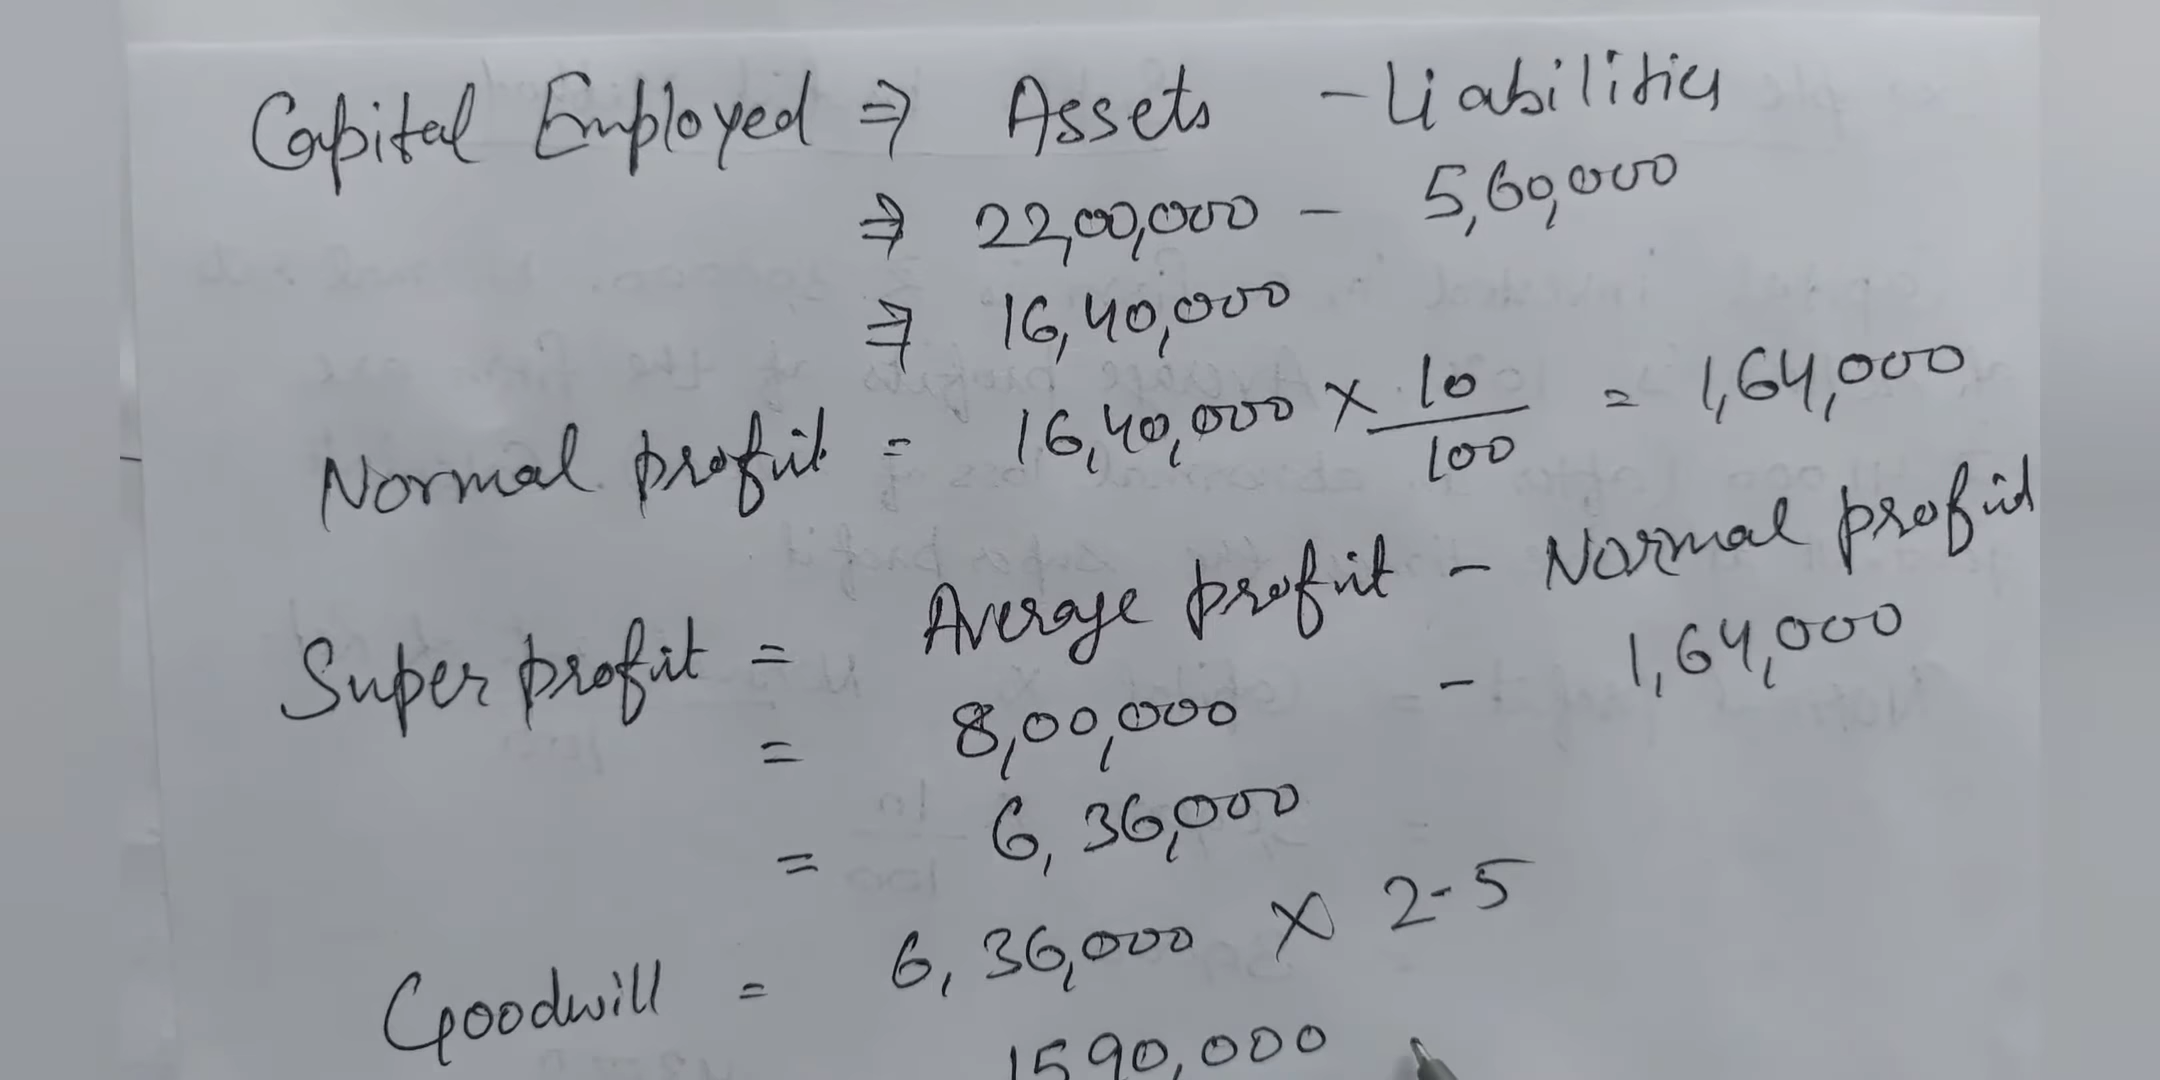 Capital Employed ⇒ Assets - Liabilities
⇒ 22,00,000 - 5,60,000
⇒ 16,40,000
Normal profit = 16,40,000 × 10/100 = 1,64,000
Super profit = Average profit - Normal profit
= 8,00,000 - 1,64,000
= 6,36,000
Goodwill = 6,36,000 × 2.5
1590,000